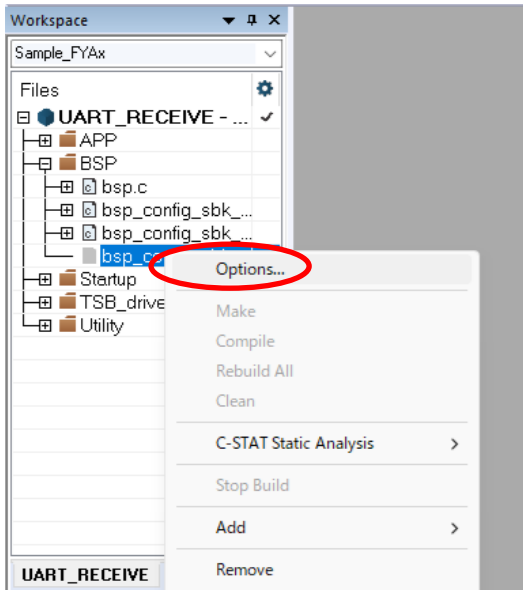 Workspace
Sample_FYAx
Files
UART_RECEIVE - ...
APP
BSP
bsp.c
bsp_config_sbk_...
bsp_config_sbk_...
Options...
Startup
TSB_drive
Make
Utility
Compile
Rebuild All
Clean
C-STAT Static Analysis
Stop Build
Add
UART_RECEIVE
Remove